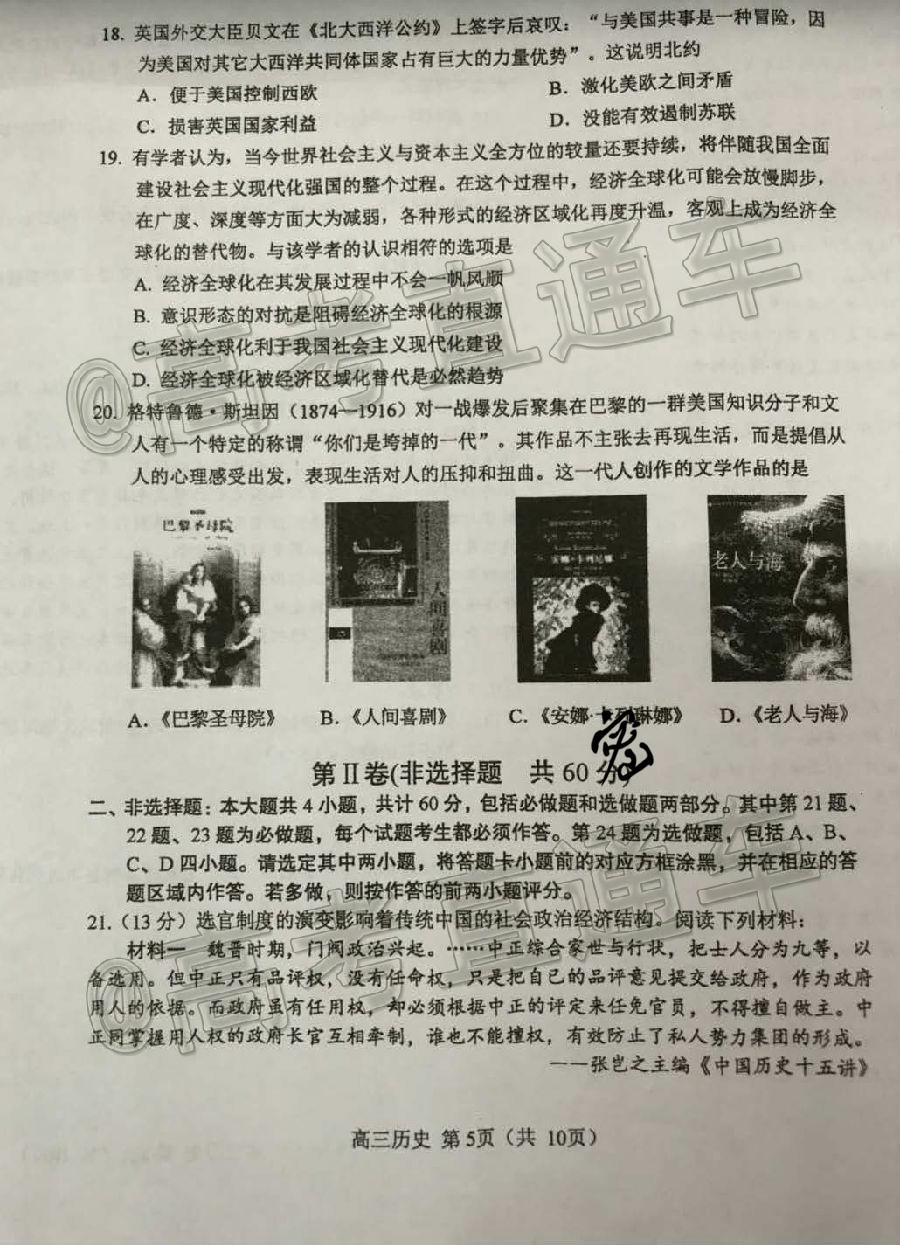 18. 英国外交大臣贝文在《北大西洋公约》上签字后哀叹：“与美国共事是一种冒险，因
为美国对其它大西洋共同体国家占有巨大的力量优势”。这说明北约
A. 便于美国控制西欧 B. 激化美欧之间矛盾
C. 损害英国国家利益 D. 没能有效遏制苏联
19. 有学者认为，当今世界社会主义与资本主义全方位的较量还要持续，将伴随我国全面
建设社会主义现代化强国的整个过程。在这个过程中，经济全球化可能会放慢脚步，
在广度、深度等方面大为减弱，各种形式的经济区域化再度升温，客观上成为经济全
球化的替代物。与该学者的认识相符的选项是
A. 经济全球化在其发展过程中不会一帆风顺
B. 意识形态的对抗是阻碍经济全球化的根源
C. 经济全球化利于我国社会主义现代化建设
D. 经济全球化被经济区域化替代是必然趋势
20. 格特鲁德·斯坦因（1874—1916）对一战爆发后聚集在巴黎的一群美国知识分子和文
人有一个特定的称谓“你们是垮掉的一代”。其作品不主张去再现生活，而是提倡从
人的心理感受出发，表现生活对人的压抑和扭曲。这一代人创作的文学作品的是
巴黎圣母院
人间喜剧
安娜·卡列尼娜
老人与海
A.《巴黎圣母院》 B.《人间喜剧》 C.《安娜·卡列琳娜》 D.《老人与海》
第Ⅱ卷(非选择题 共 60 分)
二、非选择题：本大题共 4 小题，共计 60 分，包括必做题和选做题两部分。其中第 21 题、
22 题、23 题为必做题，每个试题考生都必须作答。第 24 题为选做题，包括 A、B、
C、D 四小题。请选定其中两小题，将答题卡小题前的对应方框涂黑，并在相应的答
题区域内作答。若多做，则按作答的前两小题评分。
21.（13 分）选官制度的演变影响着传统中国的社会政治经济结构。阅读下列材料：
材料一 魏晋时期，门阀政治兴起。……中正综合家世与行状，把士人分为九等，以
备选用。但中正只有品评权，没有任命权，只是把自己的品评意见提交给政府，作为政府
用人的依据。而政府虽有任用权，却必须根据中正的评定来任免官员，不得擅自做主。中
正同掌握用人权的政府长官互相牵制，谁也不能擅权，有效防止了私人势力集团的形成。
——张岂之主编《中国历史十五讲》
高三历史 第 5页（共 10页）
@高考直通车
@高考直通车